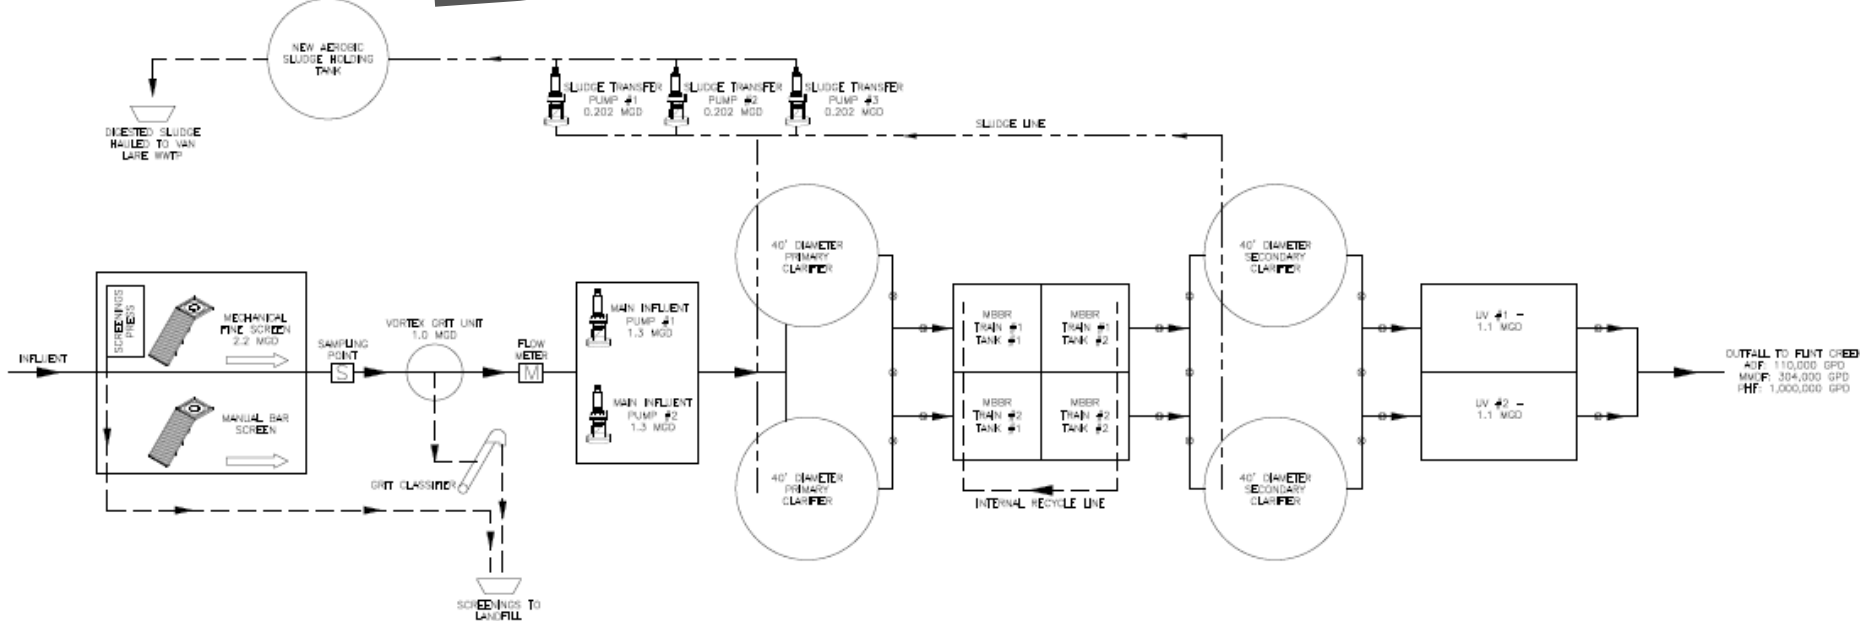 NEW AEROBIC
SLUDGE HOLDING
TANK
SLUDGE TRANSFER
PUMP #1
0.202 MGD
SLUDGE TRANSFER
PUMP #2
0.202 MGD
SLUDGE TRANSFER
PUMP #3
0.202 MGD
DIGESTED SLUDGE
HAULED TO VAN
LARE WWTP
SLUDGE LINE
INFLUENT
SCREENINGS
PRESS
MECHANICAL
FINE SCREEN
2.2 MGD
MANUAL BAR
SCREEN
SAMPLING
POINT
S
VORTEX GRIT UNIT
1.0 MGD
FLOW
METER
M
GRIT CLASSIFIER
SCREENINGS TO
LANDFILL
MAIN INFLUENT
PUMP #1
1.3 MGD
MAIN INFLUENT
PUMP #2
1.3 MGD
40' DIAMETER
PRIMARY
CLARIFIER
40' DIAMETER
PRIMARY
CLARIFIER
MBBR
TRAIN #1
TANK #1
MBBR
TRAIN #1
TANK #2
MBBR
TRAIN #2
TANK #1
MBBR
TRAIN #2
TANK #2
INTERNAL RECYCLE LINE
40' DIAMETER
SECONDARY
CLARIFIER
40' DIAMETER
SECONDARY
CLARIFIER
UV #1 -
1.1 MGD
UV #2 -
1.1 MGD
OUTFALL TO FLINT CREEK
ADF: 110,000 GPD
MMDF: 304,000 GPD
PHF: 1,000,000 GPD